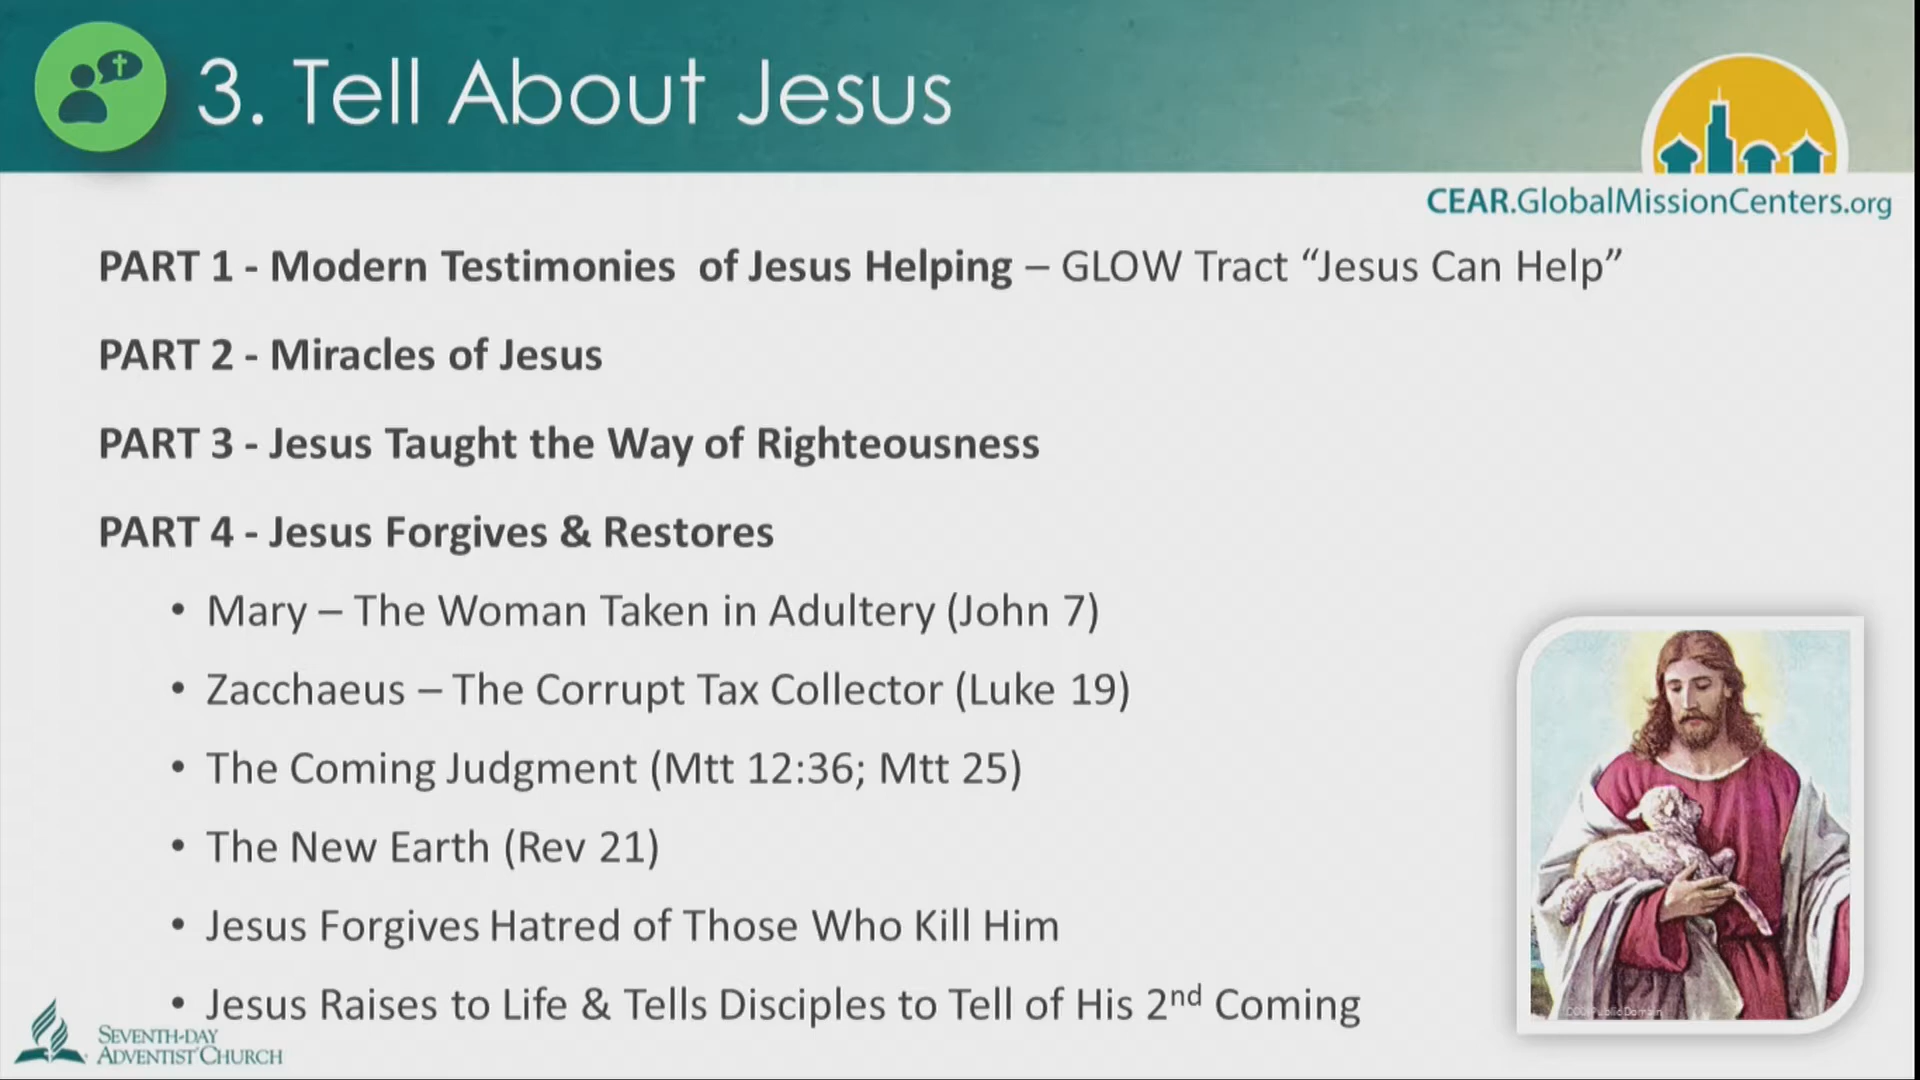 3. Tell About Jesus
CEAR.GlobalMissionCenters.org
PART 1 - Modern Testimonies of Jesus Helping – GLOW Tract “Jesus Can Help”
PART 2 - Miracles of Jesus
PART 3 - Jesus Taught the Way of Righteousness
PART 4 - Jesus Forgives & Restores
• Mary – The Woman Taken in Adultery (John 7)
• Zacchaeus – The Corrupt Tax Collector (Luke 19)
• The Coming Judgment (Mtt 12:36; Mtt 25)
• The New Earth (Rev 21)
• Jesus Forgives Hatred of Those Who Kill Him
• Jesus Raises to Life & Tells Disciples to Tell of His 2nd Coming
SEVENTH-DAY
ADVENTIST CHURCH
Public Domain